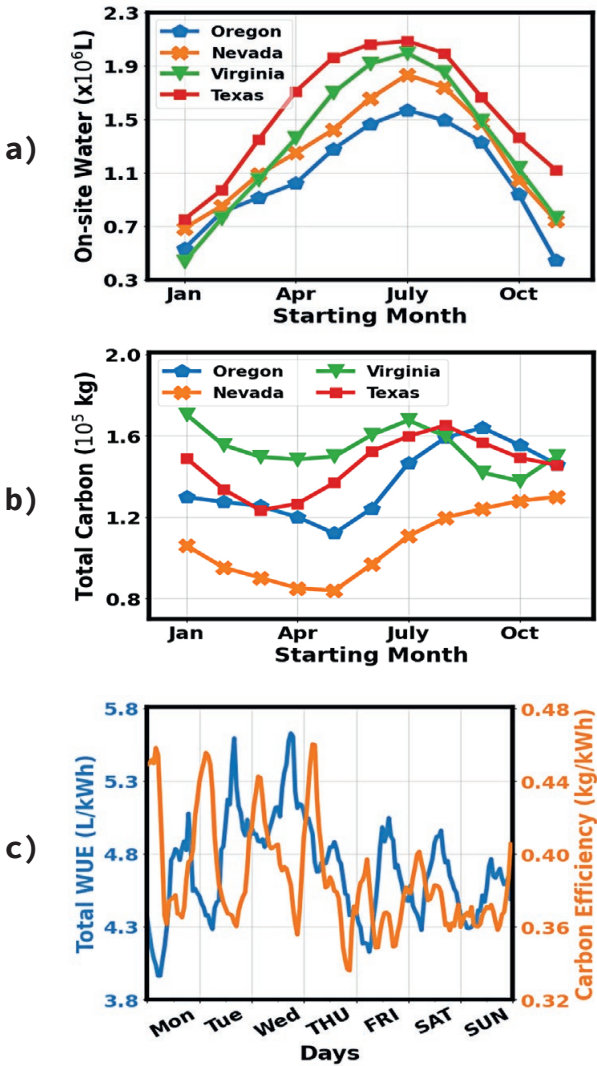 a)
On-site Water (x10⁶L)
2.3
1.9
1.5
1.1
0.7
0.3
Oregon
Nevada
Virginia
Texas
Jan
Apr
July
Oct
Starting Month
b)
Total Carbon (10⁵ kg)
2.0
1.6
1.2
0.8
Oregon
Nevada
Virginia
Texas
Jan
Apr
July
Oct
Starting Month
c)
Total WUE (L/kWh)
5.8
5.3
4.8
4.3
3.8
0.48
0.44
0.40
0.36
0.32
Carbon Efficiency (kg/kWh)
Mon
Tue
Wed
THU
FRI
SAT
SUN
Days